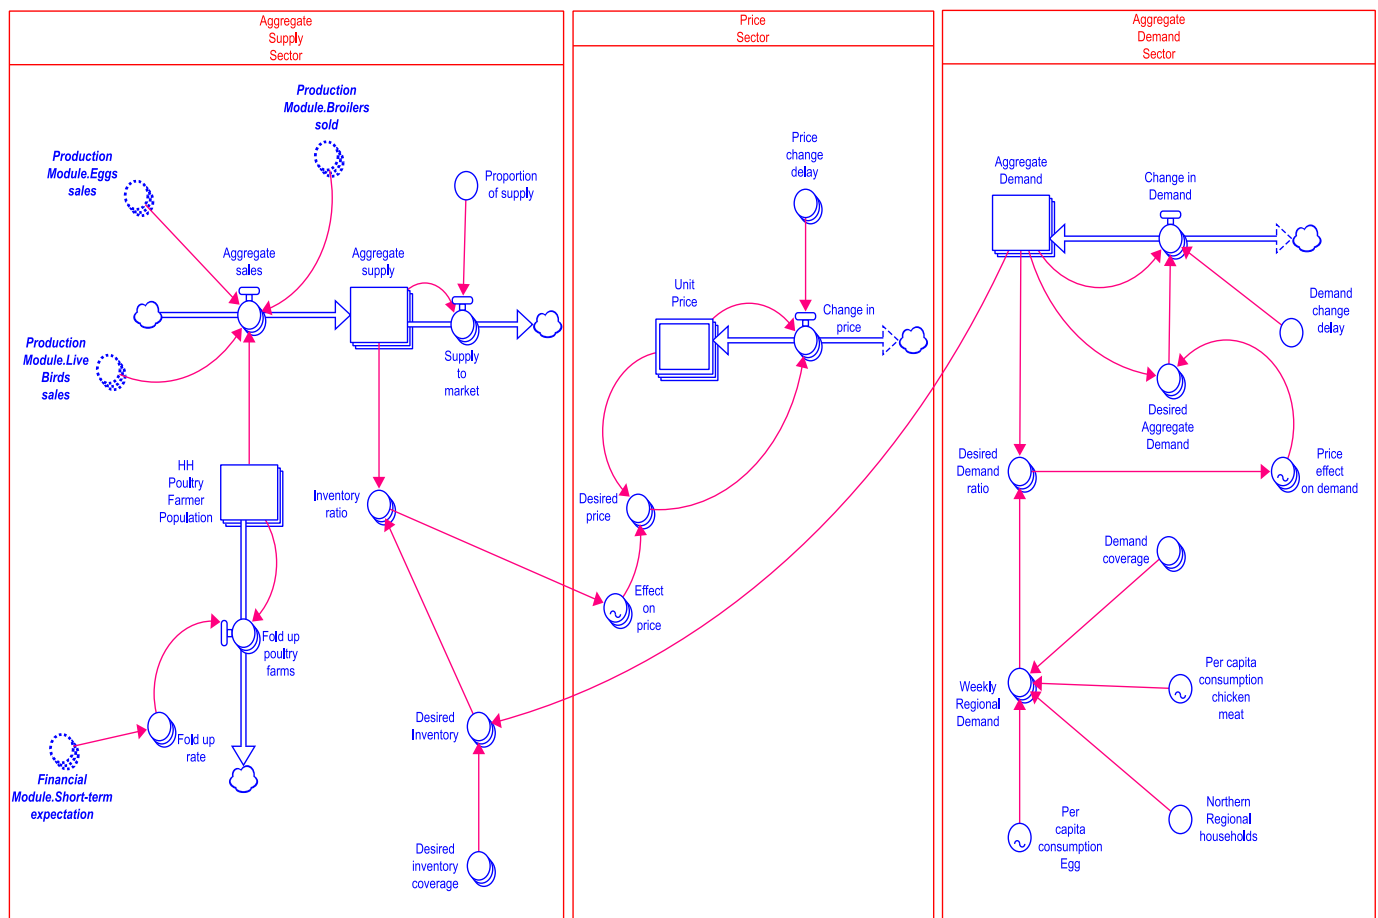 Aggregate
Supply
Sector
Production
Module.Broilers
sold
Production
Module.Eggs
sales
Proportion
of supply
Aggregate
sales
Aggregate
supply
Production
Module.Live
Birds
sales
Supply
to
market
HH
Poultry
Farmer
Population
Inventory
ratio
Fold up
poultry
farms
Fold up
rate
Desired
Inventory
Financial
Module.Short-term
expectation
Desired
inventory
coverage
Price
Sector
Price
change
delay
Unit
Price
Change in
price
Desired
price
Effect
on
price
Aggregate
Demand
Sector
Aggregate
Demand
Change in
Demand
Demand
change
delay
Desired
Aggregate
Demand
Desired
Demand
ratio
Price
effect
on demand
Demand
coverage
Weekly
Regional
Demand
Per capita
consumption
chicken
meat
Northern
Regional
households
Per
capita
consumption
Egg